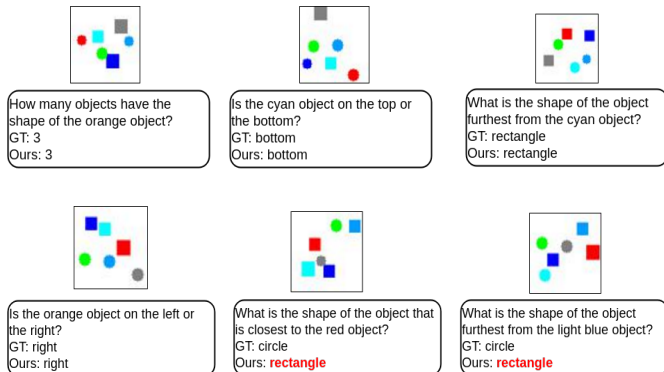 How many objects have the
shape of the orange object?
GT: 3
Ours: 3
Is the cyan object on the top or
the bottom?
GT: bottom
Ours: bottom
What is the shape of the object
furthest from the cyan object?
GT: rectangle
Ours: rectangle
Is the orange object on the left or
the right?
GT: right
Ours: right
What is the shape of the object that
is closest to the red object?
GT: circle
Ours: rectangle
What is the shape of the object
furthest from the light blue object?
GT: circle
Ours: rectangle